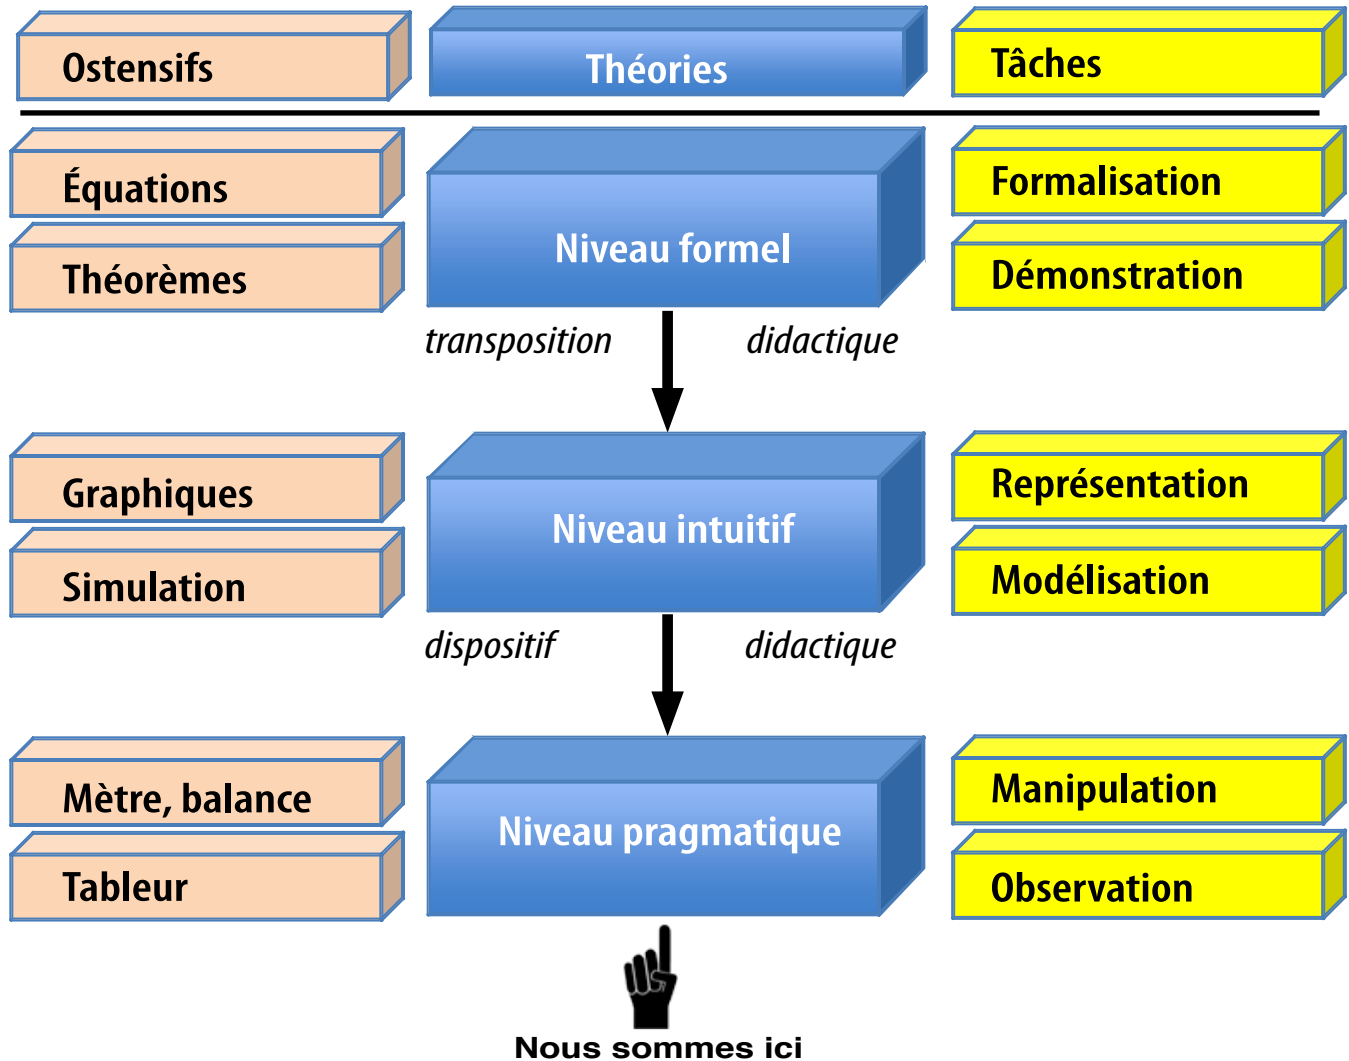 Ostensifs
Théories
Tâches
Équations
Théorèmes
Niveau formel
Formalisation
Démonstration
transposition didactique
Graphiques
Simulation
Niveau intuitif
Représentation
Modélisation
dispositif didactique
Mètre, balance
Tableur
Niveau pragmatique
Manipulation
Observation
Nous sommes ici